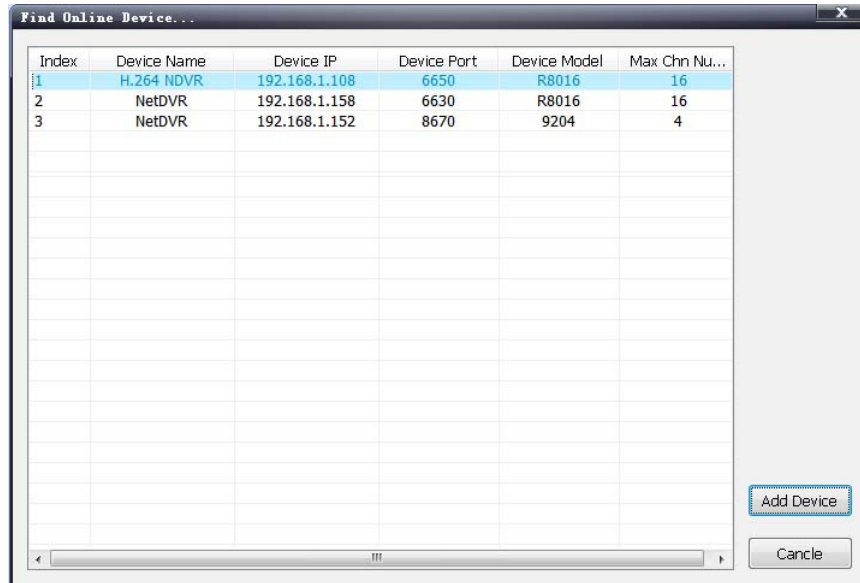 Find Online Device...
X
Index Device Name Device IP Device Port Device Model Max Chn Nu...
1 H.264 NDVR 192.168.1.108 6650 R8016 16
2 NetDVR 192.168.1.158 6630 R8016 16
3 NetDVR 192.168.1.152 8670 9204 4
Add Device
Cancle